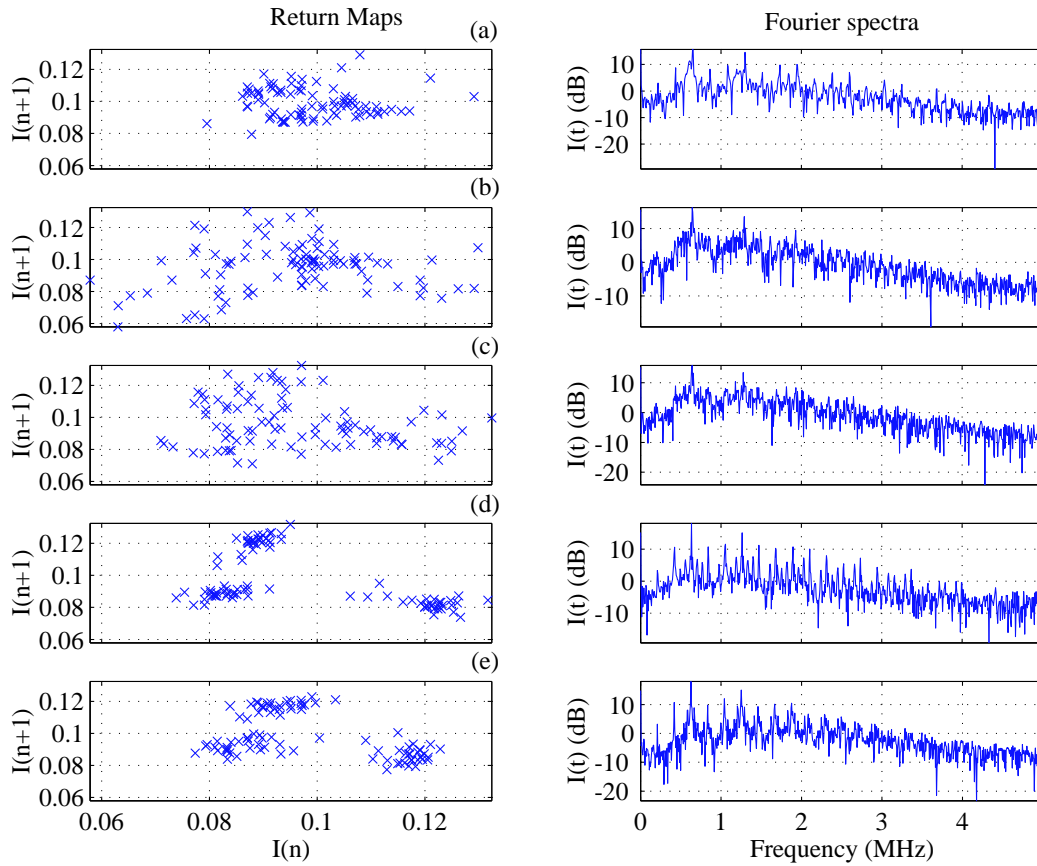 Return Maps
Fourier spectra
(a)
I(n+1)
0.12
0.1
0.08
0.06
I(t) (dB)
10
0
-10
-20
(b)
I(n+1)
0.12
0.1
0.08
0.06
I(t) (dB)
10
0
-10
(c)
I(n+1)
0.12
0.1
0.08
0.06
I(t) (dB)
10
0
-10
-20
(d)
I(n+1)
0.12
0.1
0.08
0.06
I(t) (dB)
10
0
-10
(e)
I(n+1)
0.12
0.1
0.08
0.06
0.06 0.08 0.1 0.12
I(n)
I(t) (dB)
10
0
-10
-20
0 1 2 3 4
Frequency (MHz)